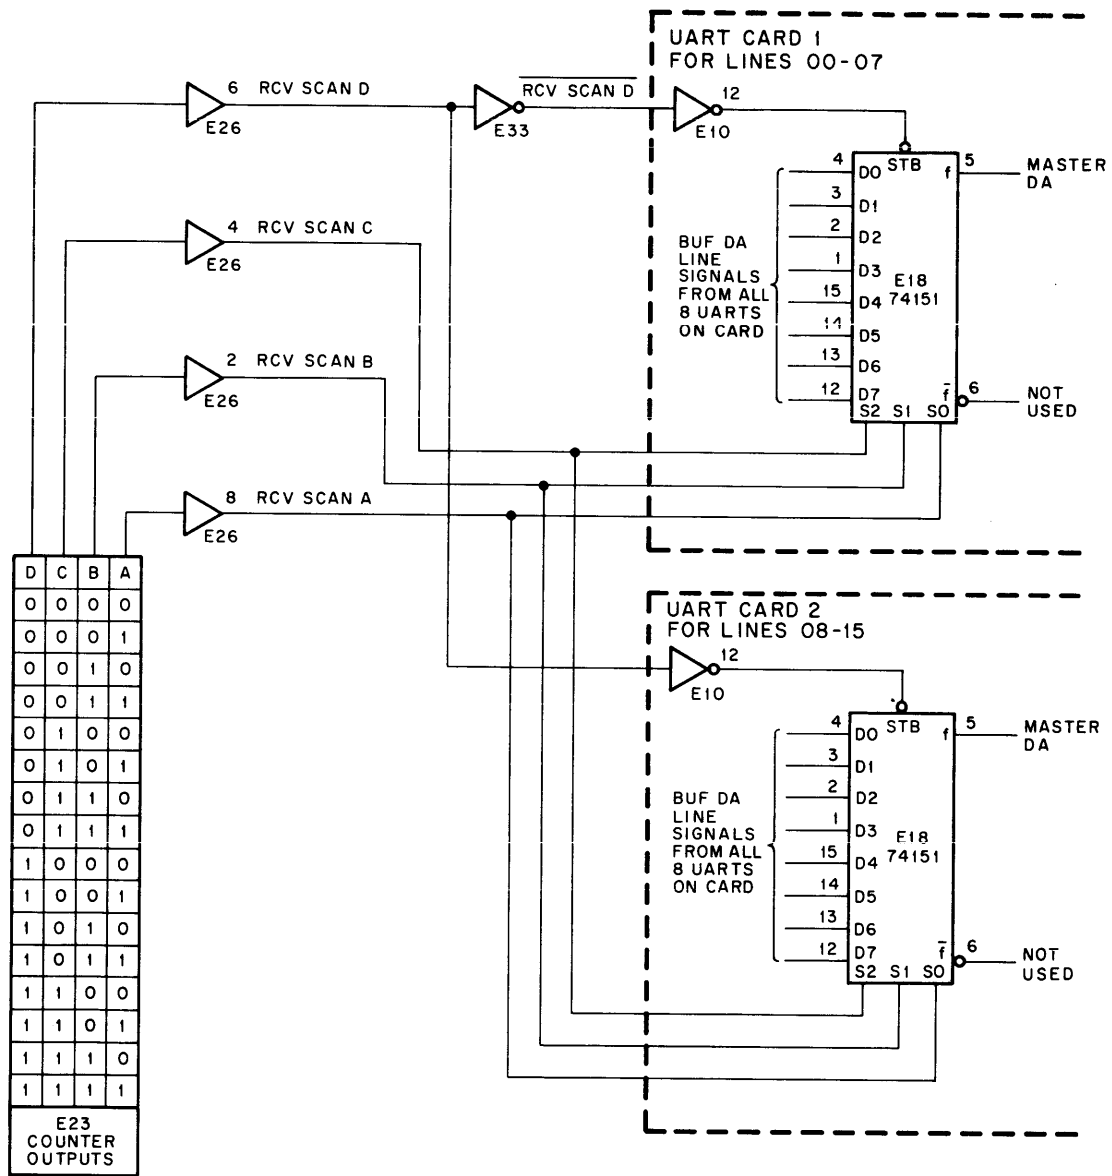 UART CARD 1
FOR LINES 00-07
6 RCV SCAN D
RCV SCAN D
E26
E33
12
E10
4 D0 STB f 5 MASTER DA
3 D1
2 D2
1 D3
15 D4
14 D5
13 D6
12 D7
BUF DA
LINE
SIGNALS
FROM ALL
8 UARTS
ON CARD
E18
74151
f 6 NOT USED
S2 S1 S0
4 RCV SCAN C
E26
2 RCV SCAN B
E26
8 RCV SCAN A
E26
D C B A
0 0 0 0
0 0 0 1
0 0 1 0
0 0 1 1
0 1 0 0
0 1 0 1
0 1 1 0
0 1 1 1
1 0 0 0
1 0 0 1
1 0 1 0
1 0 1 1
1 1 0 0
1 1 0 1
1 1 1 0
1 1 1 1
E23
COUNTER
OUTPUTS
UART CARD 2
FOR LINES 08-15
12
E10
4 D0 STB f 5 MASTER DA
3 D1
2 D2
1 D3
15 D4
14 D5
13 D6
12 D7
BUF DA
LINE
SIGNALS
FROM ALL
8 UARTS
ON CARD
E18
74151
f 6 NOT USED
S2 S1 S0